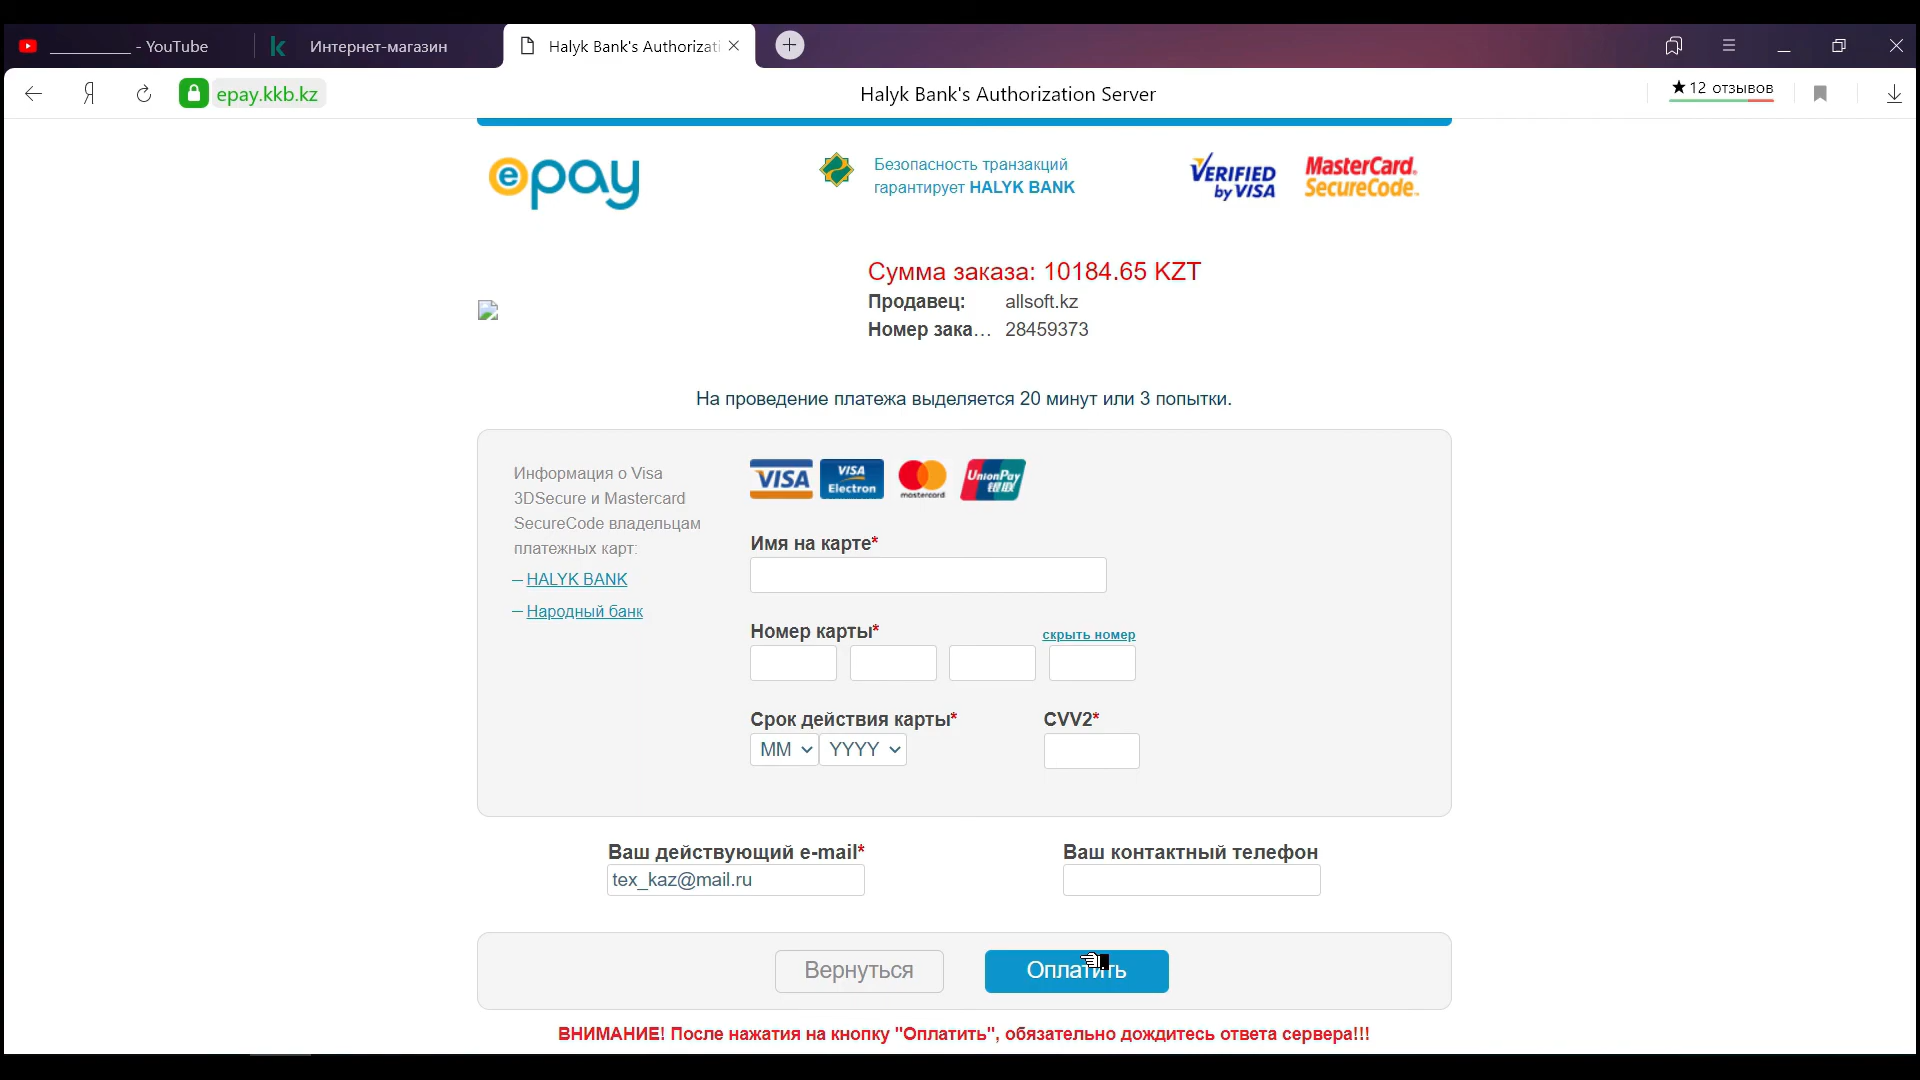 __________ - YouTube
Интернет-магазин
Halyk Bank's Authorizati
epay.kkb.kz
Halyk Bank's Authorization Server
★12 отзывов
epay
Безопасность транзакций
гарантирует HALYK BANK
VERIFIED
by VISA
MasterCard.
SecureCode.
Сумма заказа: 10184.65 KZT
Продавец: allsoft.kz
Номер зака... 28459373
На проведение платежа выделяется 20 минут или 3 попытки.
Информация о Visa
3DSecure и Mastercard
SecureCode владельцам
платежных карт:
– HALYK BANK
– Народный банк
VISA
VISA
Electron
mastercard
UnionPay
银联
Имя на карте*
Номер карты*
скрыть номер
Срок действия карты*
CVV2*
MM
YYYY
Ваш действующий e-mail*
Ваш контактный телефон
tex_kaz@mail.ru
Вернуться
Оплатить
ВНИМАНИЕ! После нажатия на кнопку "Оплатить", обязательно дождитесь ответа сервера!!!